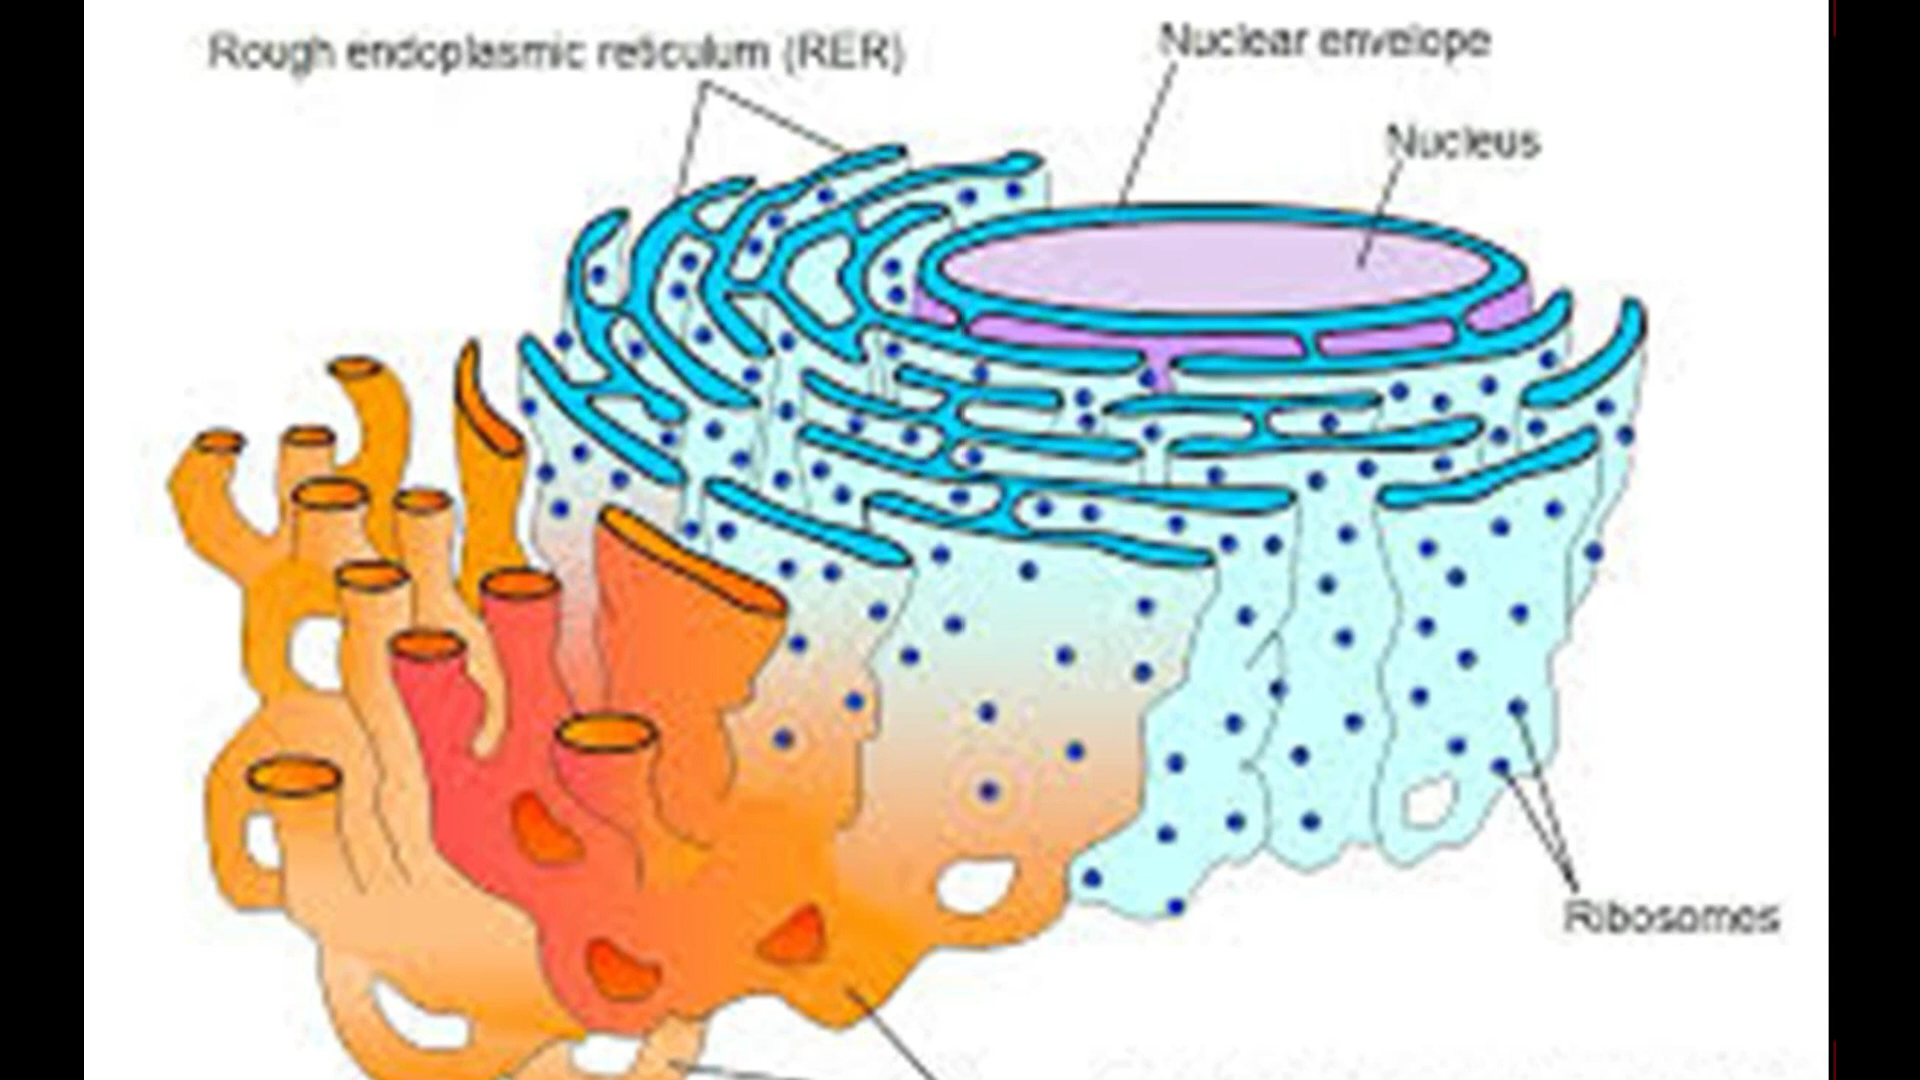 Rough endoplasmic reticulum (RER)
Nuclear envelope
Nucleus
Ribosomes